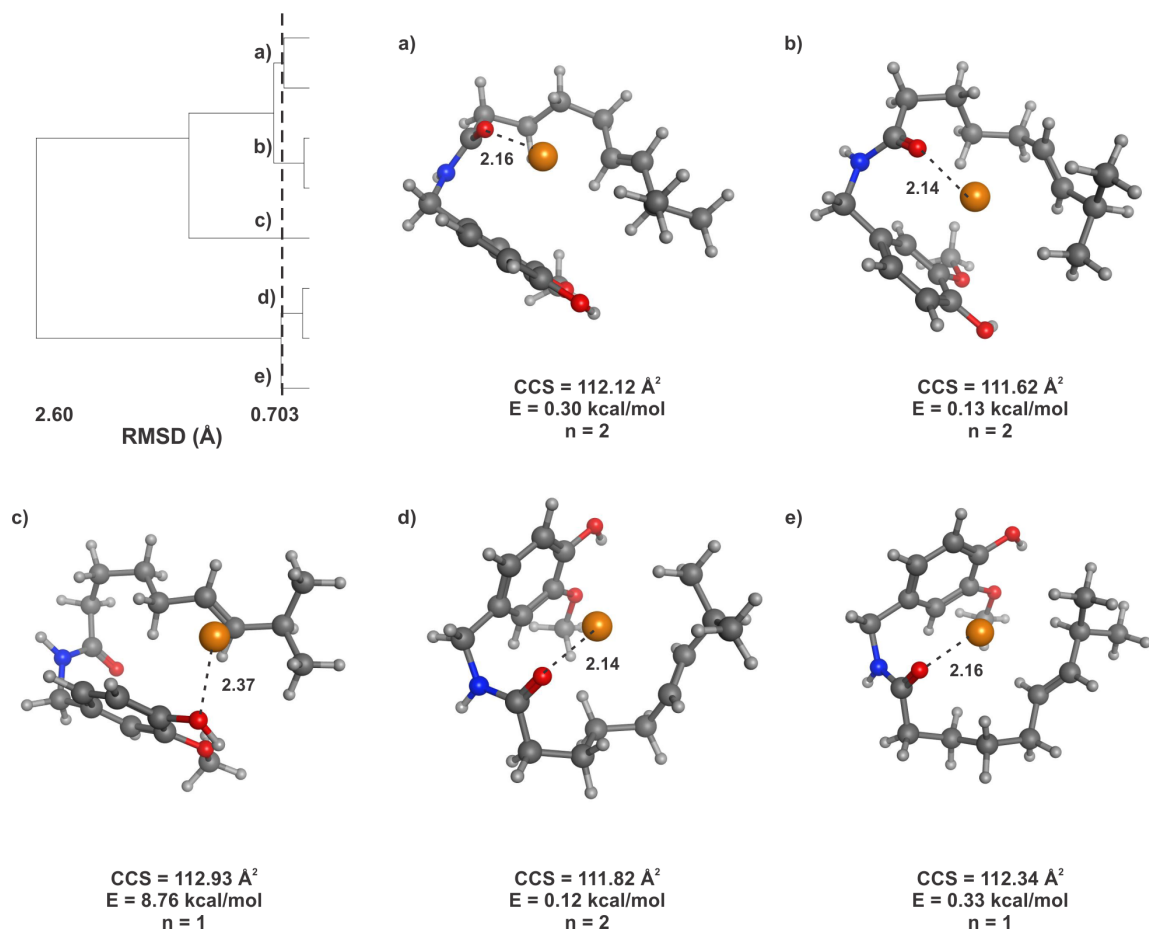 a)
b)
c)
d)
e)
2.60
0.703
RMSD (Å)
a)
2.16
CCS = 112.12 Å²
E = 0.30 kcal/mol
n = 2
b)
2.14
CCS = 111.62 Å²
E = 0.13 kcal/mol
n = 2
c)
2.37
CCS = 112.93 Å²
E = 8.76 kcal/mol
n = 1
d)
2.14
CCS = 111.82 Å²
E = 0.12 kcal/mol
n = 2
e)
2.16
CCS = 112.34 Å²
E = 0.33 kcal/mol
n = 1